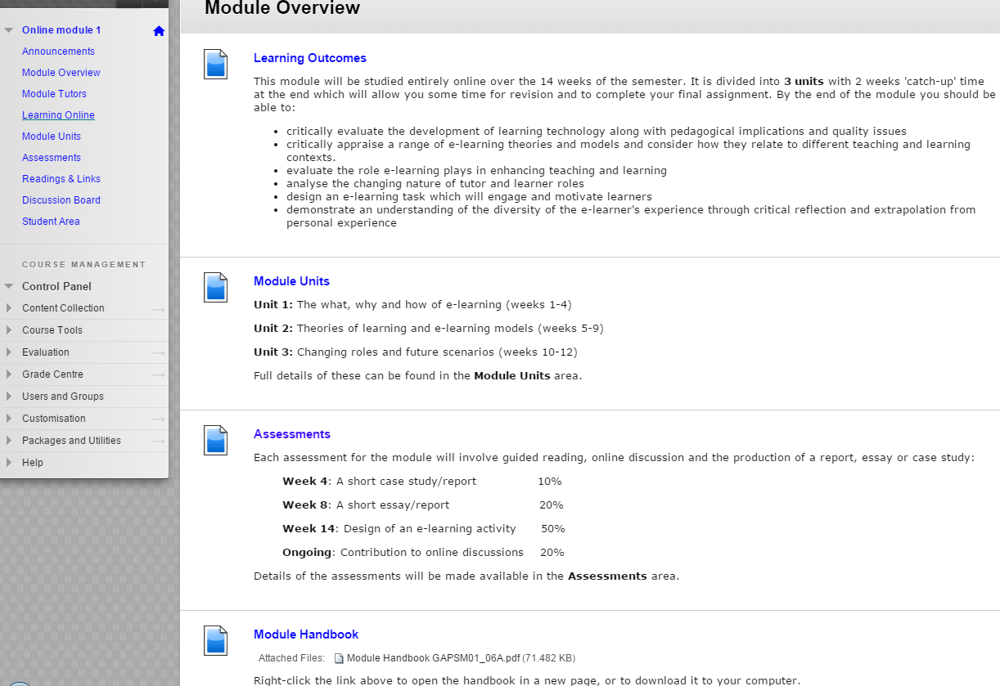 Module Overview
Online module 1
Announcements
Module Overview
Module Tutors
Learning Online
Module Units
Assessments
Readings & Links
Discussion Board
Student Area
COURSE MANAGEMENT
Control Panel
Content Collection
Course Tools
Evaluation
Grade Centre
Users and Groups
Customisation
Packages and Utilities
Help
Learning Outcomes
This module will be studied entirely online over the 14 weeks of the semester. It is divided into 3 units with 2 weeks 'catch-up' time
at the end which will allow you some time for revision and to complete your final assignment. By the end of the module you should be
able to:
• critically evaluate the development of learning technology along with pedagogical implications and quality issues
• critically appraise a range of e-learning theories and models and consider how they relate to different teaching and learning
contexts.
• evaluate the role e-learning plays in enhancing teaching and learning
• analyse the changing nature of tutor and learner roles
• design an e-learning task which will engage and motivate learners
• demonstrate an understanding of the diversity of the e-learner's experience through critical reflection and extrapolation from
personal experience
Module Units
Unit 1: The what, why and how of e-learning (weeks 1-4)
Unit 2: Theories of learning and e-learning models (weeks 5-9)
Unit 3: Changing roles and future scenarios (weeks 10-12)
Full details of these can be found in the Module Units area.
Assessments
Each assessment for the module will involve guided reading, online discussion and the production of a report, essay or case study:
Week 4: A short case study/report 10%
Week 8: A short essay/report 20%
Week 14: Design of an e-learning activity 50%
Ongoing: Contribution to online discussions 20%
Details of the assessments will be made available in the Assessments area.
Module Handbook
Attached Files: Module Handbook GAPSM01_06A.pdf (71.482 KB)
Right-click the link above to open the handbook in a new page, or to download it to your computer.